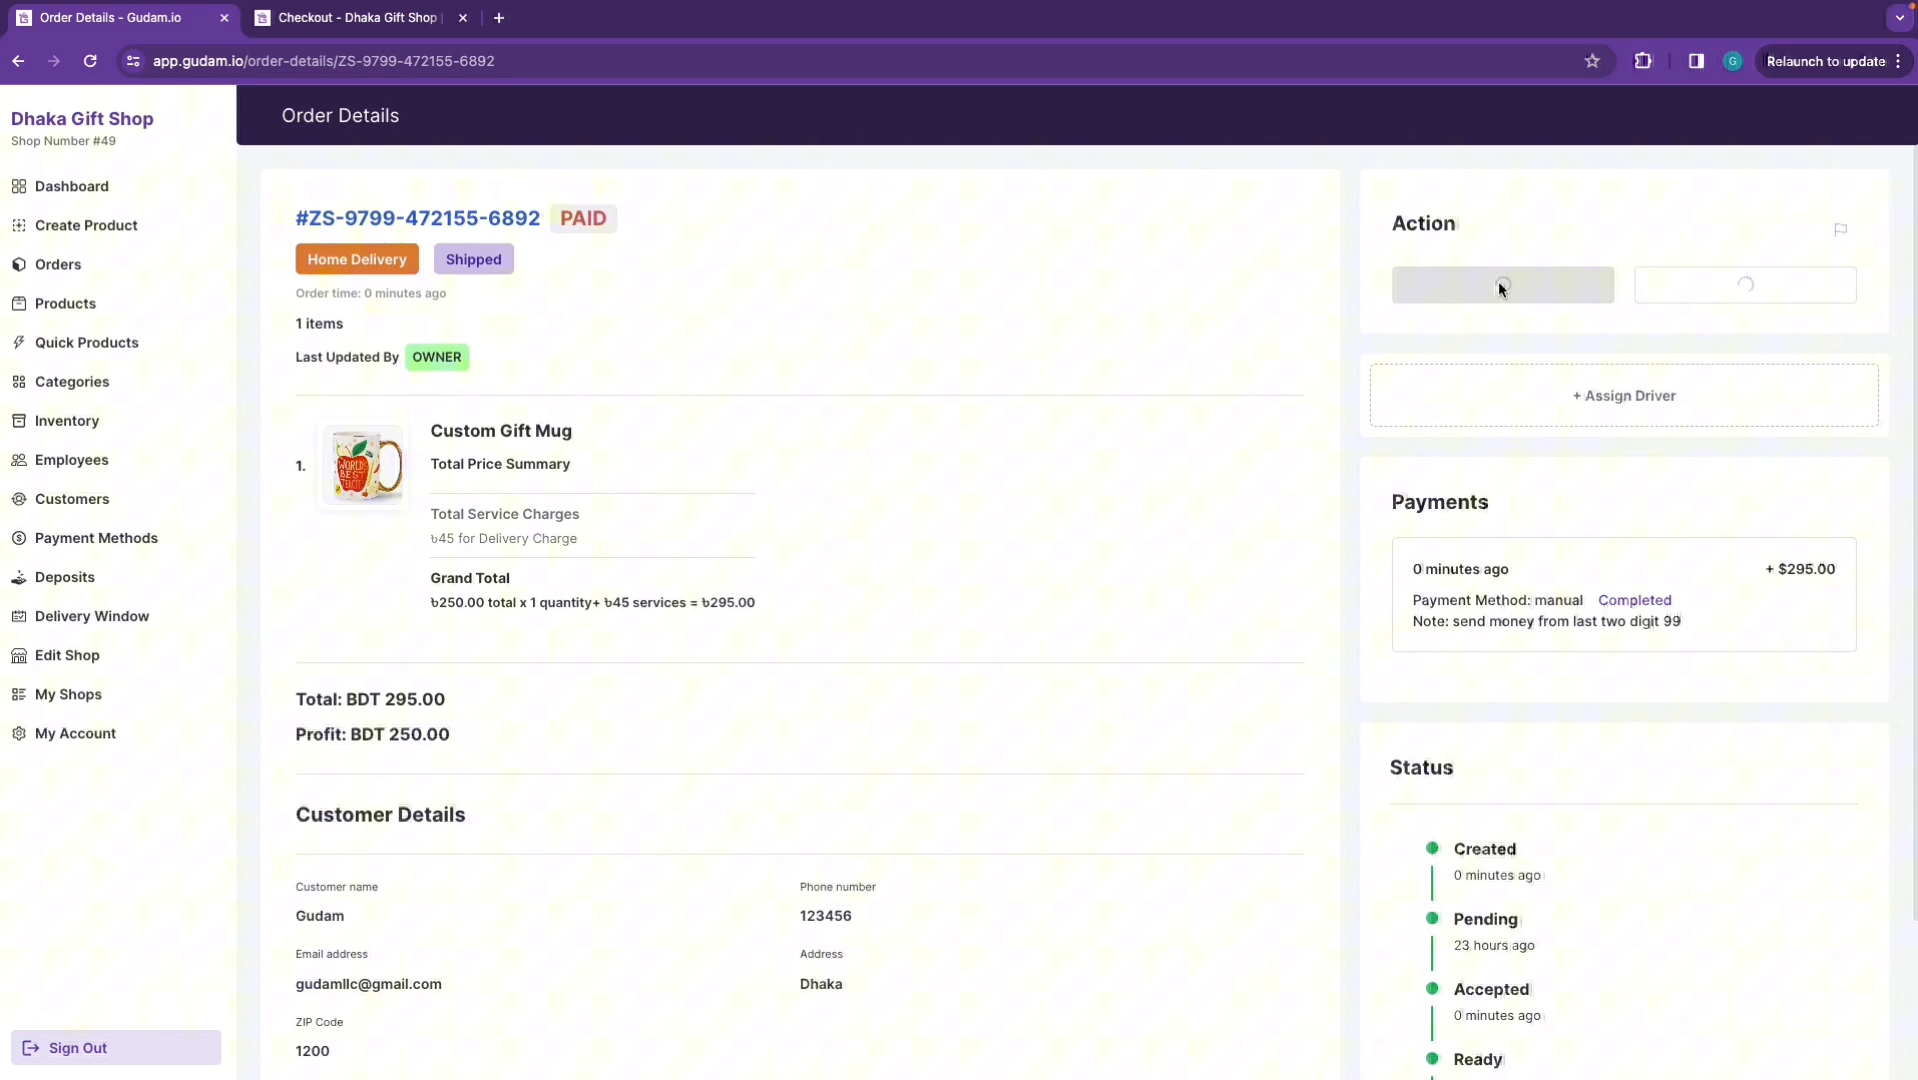 Order Details - Gudam.io
Checkout - Dhaka Gift Shop
app.gudam.io/order-details/ZS-9799-472155-6892
G
Relaunch to update
Dhaka Gift Shop
Shop Number #49
Dashboard
Create Product
Orders
Products
Quick Products
Categories
Inventory
Employees
Customers
Payment Methods
Deposits
Delivery Window
Edit Shop
My Shops
My Account
Sign Out
Order Details
#ZS-9799-472155-6892 PAID
Home Delivery Shipped
Order time: 0 minutes ago
1 items
Last Updated By OWNER
1.
WORLD'S
BEST
Custom Gift Mug
Total Price Summary
Total Service Charges
৳45 for Delivery Charge
Grand Total
৳250.00 total x 1 quantity+ ৳45 services = ৳295.00
Total: BDT 295.00
Profit: BDT 250.00
Customer Details
Customer name
Gudam
Phone number
123456
Email address
gudamllc@gmail.com
Address
Dhaka
ZIP Code
1200
Action
+ Assign Driver
Payments
0 minutes ago + $295.00
Payment Method: manual Completed
Note: send money from last two digit 99
Status
Created
0 minutes ago
Pending
23 hours ago
Accepted
0 minutes ago
Ready